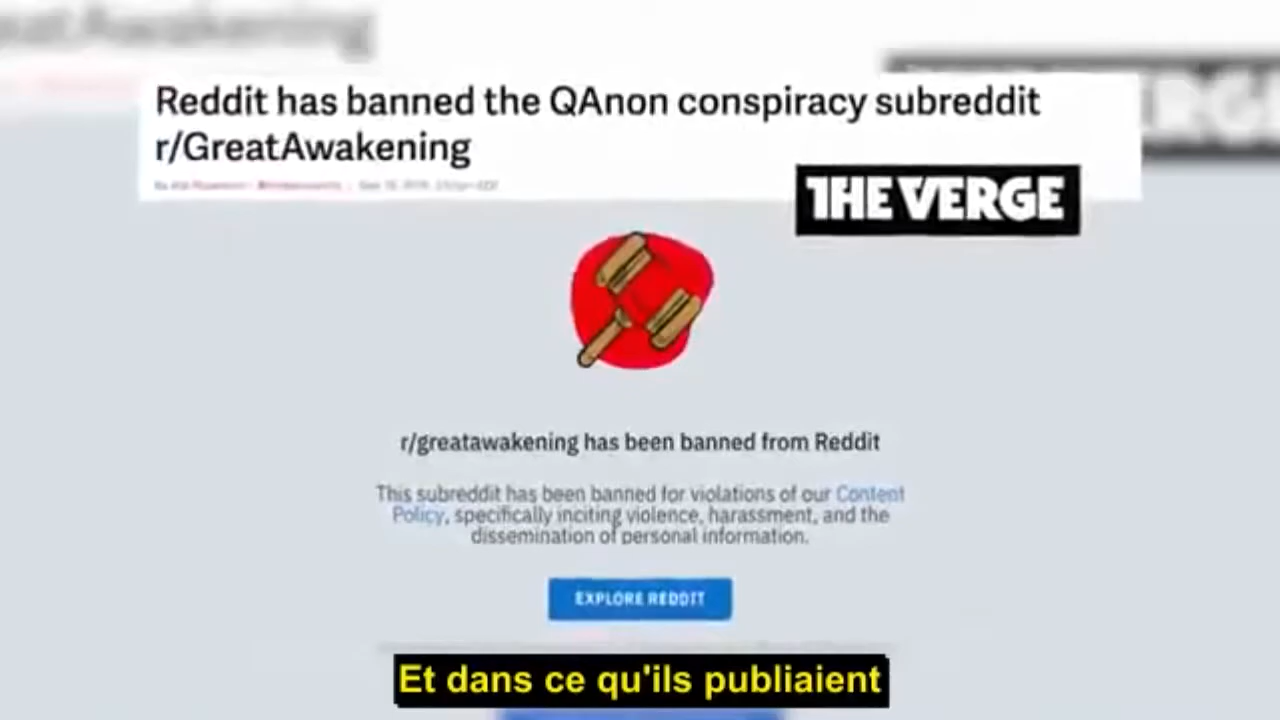 Reddit has banned the QAnon conspiracy subreddit
r/GreatAwakening
THE VERGE
r/greatawakening has been banned from Reddit
This subreddit has been banned for violations of our Content
Policy, specifically inciting violence, harassment, and the
dissemination of personal information.
EXPLORE REDDIT
Et dans ce qu'ils publiaient